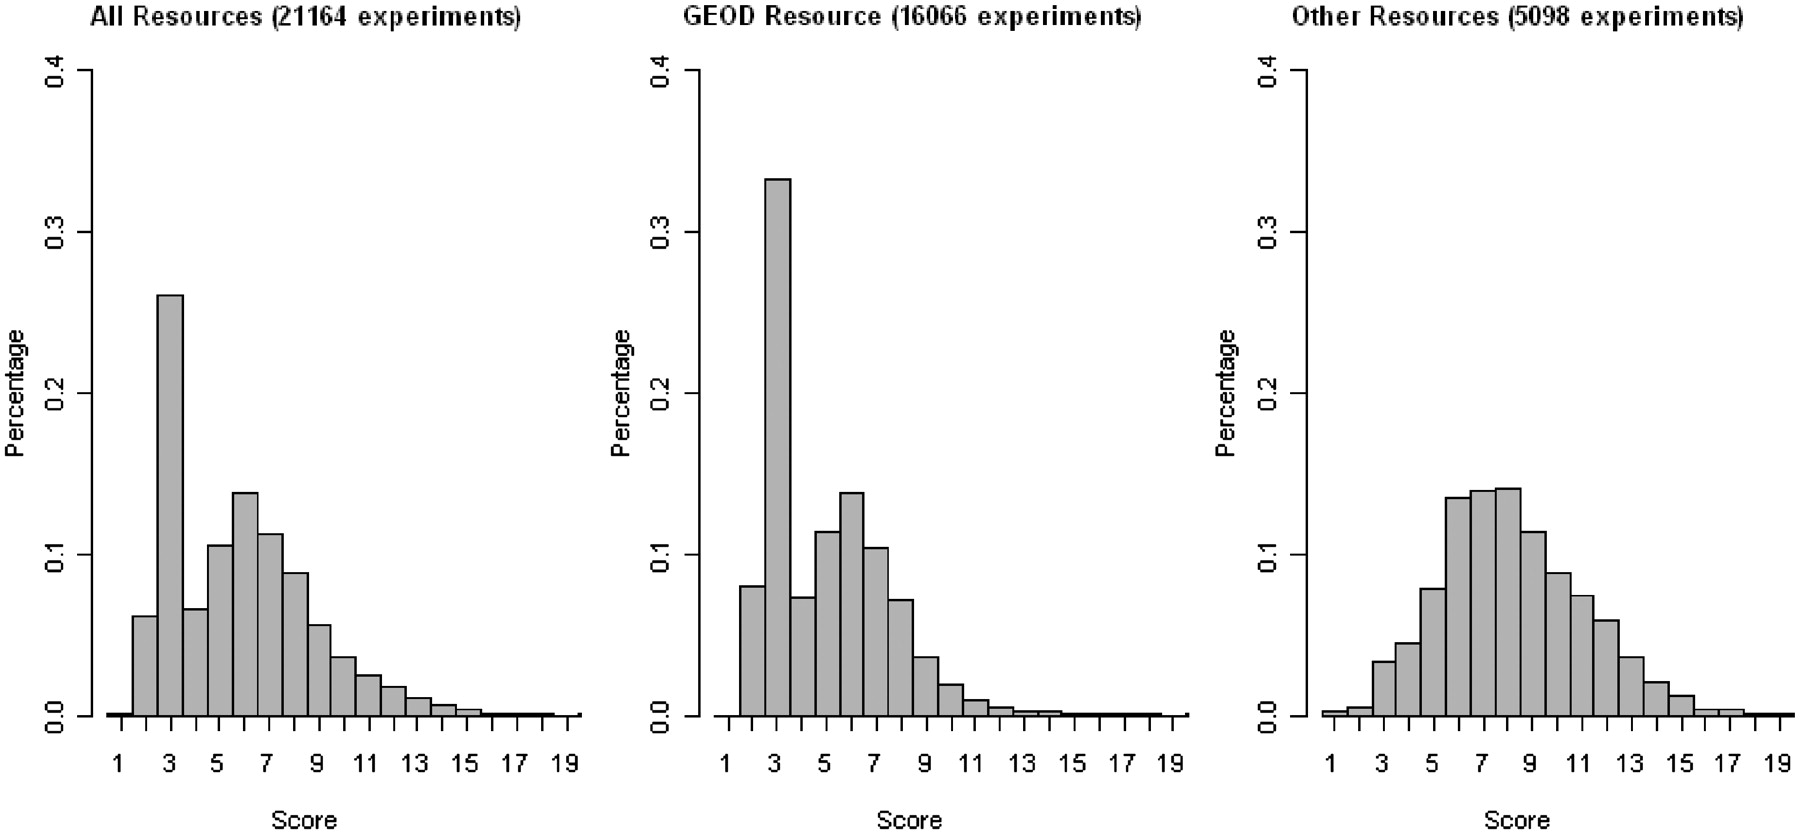 All Resources (21164 experiments)
GEOD Resource (16066 experiments)
Other Resources (5098 experiments)
Percentage
0.4
0.3
0.2
0.1
0.0
1 3 5 7 9 11 13 15 17 19
Score
Percentage
0.4
0.3
0.2
0.1
0.0
1 3 5 7 9 11 13 15 17 19
Score
Percentage
0.4
0.3
0.2
0.1
0.0
1 3 5 7 9 11 13 15 17 19
Score